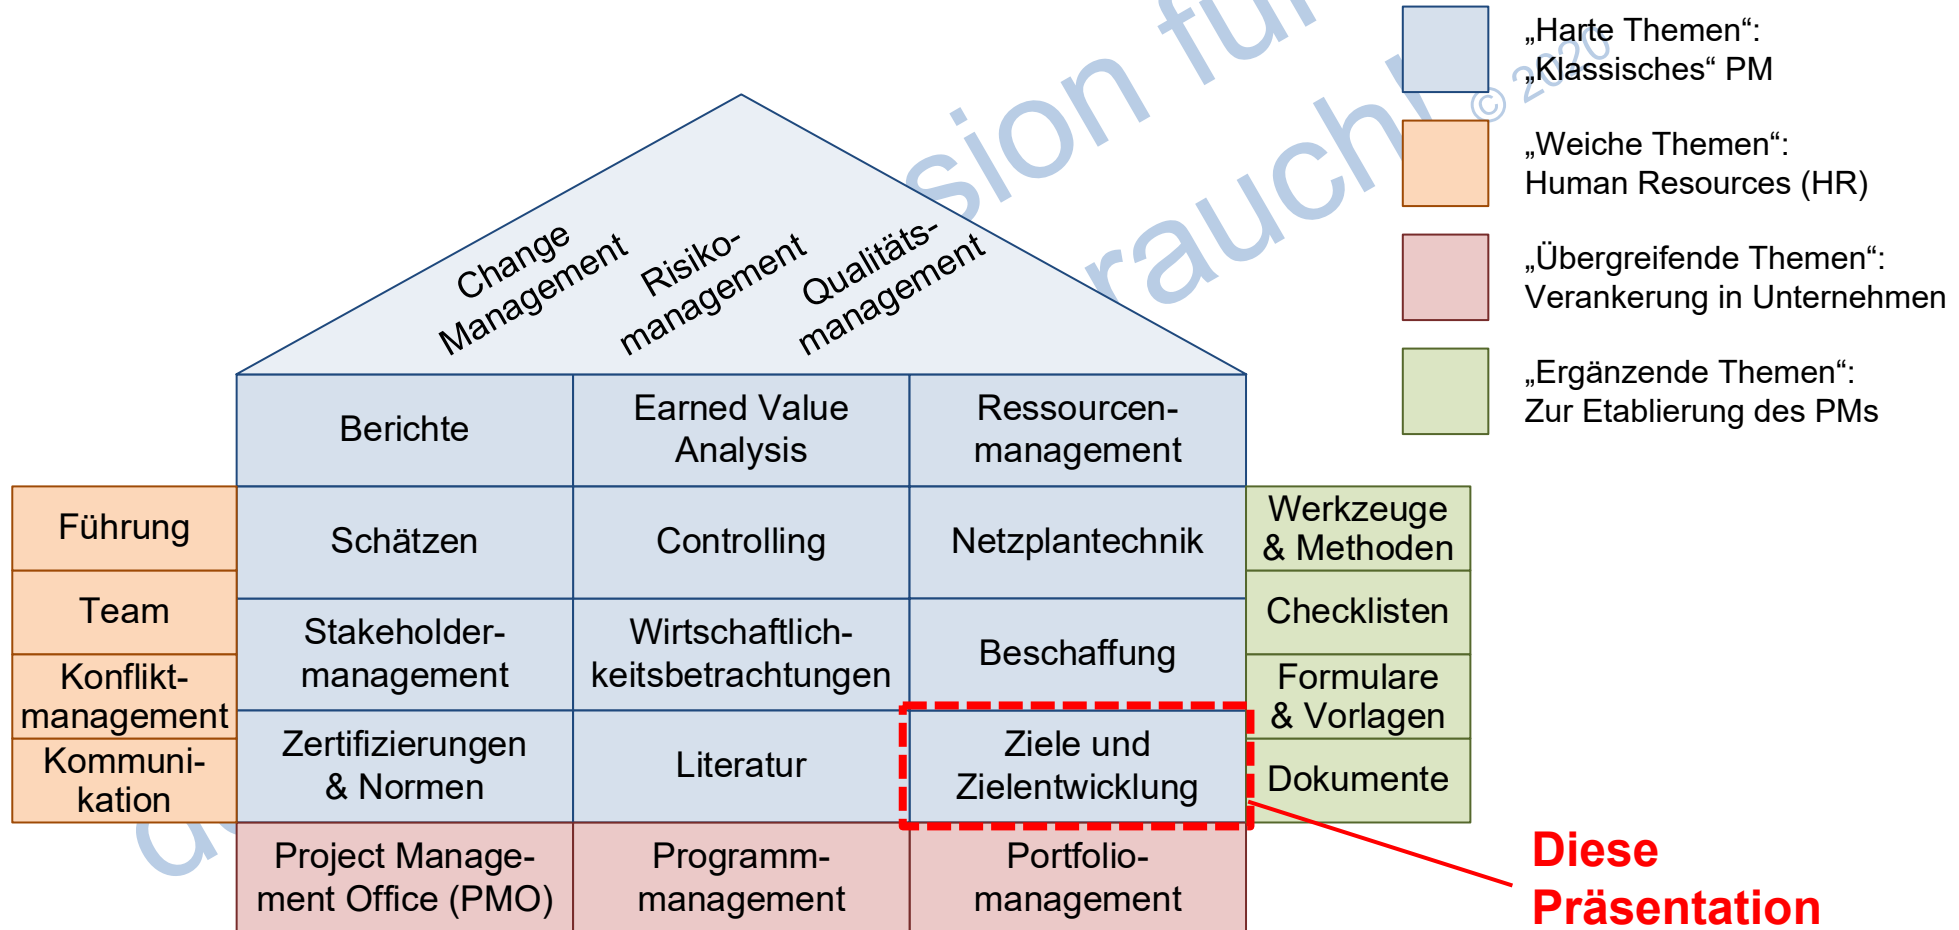 „Harte Themen“:
„Klassisches“ PM
„Weiche Themen“:
Human Resources (HR)
„Übergreifende Themen“:
Verankerung in Unternehmen
„Ergänzende Themen“:
Zur Etablierung des PMs
© 2020
Change
Management
Risiko-
management
Qualitäts-
management
Berichte
Earned Value
Analysis
Ressourcen-
management
Führung
Team
Konflikt-
management
Kommuni-
kation
Schätzen
Controlling
Netzplantechnik
Stakeholder-
management
Wirtschaftlich-
keitsbetrachtungen
Beschaffung
Zertifizierungen
& Normen
Literatur
Ziele und
Zielentwicklung
Werkzeuge
& Methoden
Checklisten
Formulare
& Vorlagen
Dokumente
Project Manage-
ment Office (PMO)
Programm-
management
Portfolio-
management
Diese
Präsentation